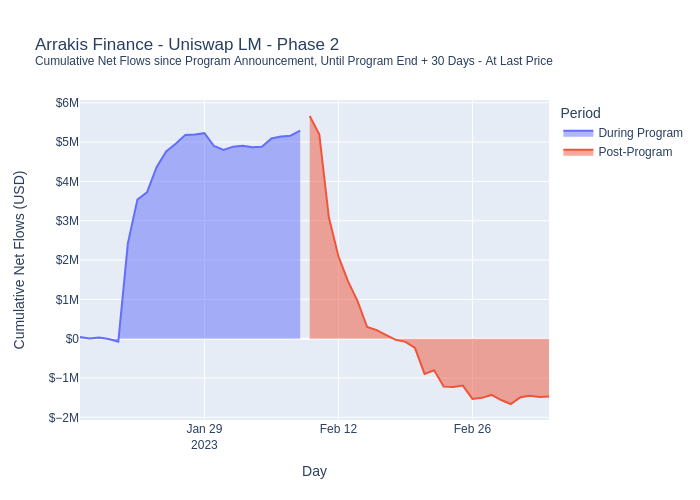 Arrakis Finance - Uniswap LM - Phase 2
Cumulative Net Flows since Program Announcement, Until Program End + 30 Days - At Last Price
Period
During Program
Post-Program
Cumulative Net Flows (USD)
$6M
$5M
$4M
$3M
$2M
$1M
$0
$−1M
$−2M
Jan 29
2023
Feb 12
Feb 26
Day